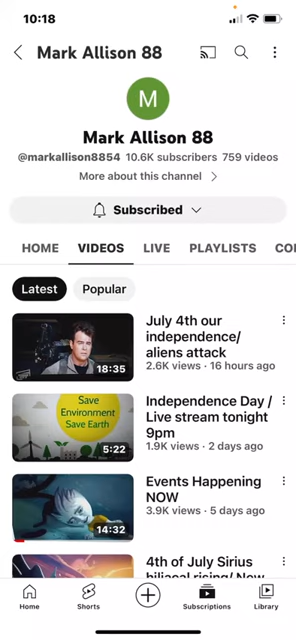 10:18
Mark Allison 88
M
Mark Allison 88
@markallison8854 10.6K subscribers 759 videos
More about this channel
Subscribed
HOME VIDEOS LIVE PLAYLISTS CO
Latest Popular
July 4th our
independence/
aliens attack
2.6K views · 16 hours ago
18:35
Save
Environment
Save Earth
5:22
Independence Day /
Live stream tonight
9pm
1.9K views · 2 days ago
Events Happening
NOW
3.9K views · 5 days ago
14:32
4th of July Sirius
hiliacal rising/ New
Home Shorts Subscriptions Library